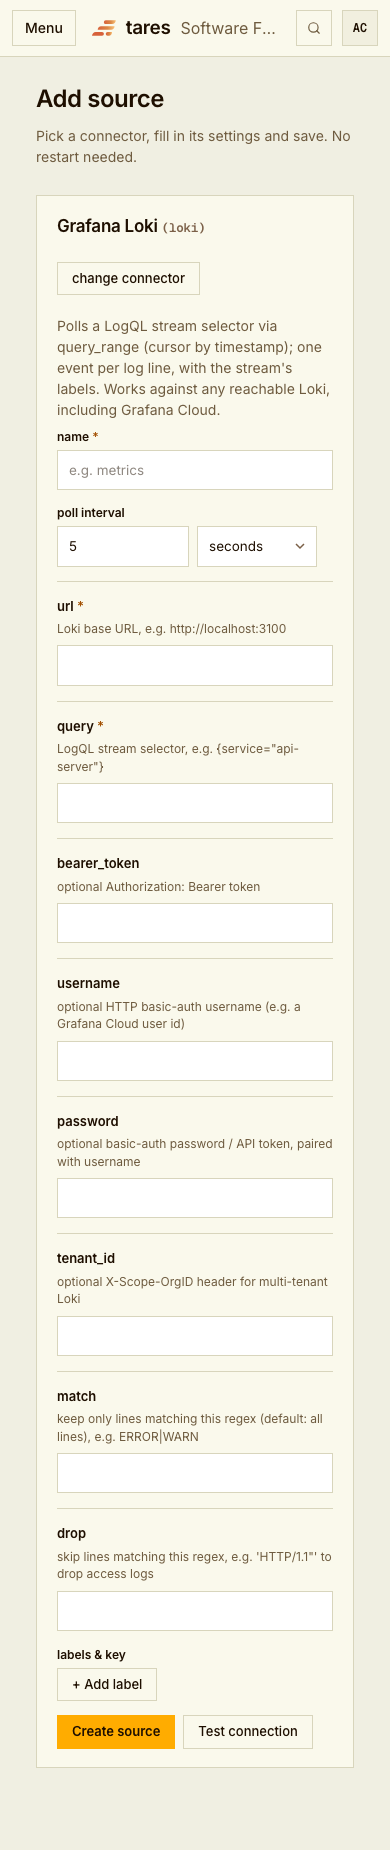 Menu
tares
Software F...
AC
Add source
Pick a connector, fill in its settings and save. No
restart needed.
Grafana Loki (loki)
change connector
Polls a LogQL stream selector via
query_range (cursor by timestamp); one
event per log line, with the stream's
labels. Works against any reachable Loki,
including Grafana Cloud.
name *
e.g. metrics
poll interval
5
seconds
url *
Loki base URL, e.g. http://localhost:3100
query *
LogQL stream selector, e.g. {service="api-
server"}
bearer_token
optional Authorization: Bearer token
username
optional HTTP basic-auth username (e.g. a
Grafana Cloud user id)
password
optional basic-auth password / API token, paired
with username
tenant_id
optional X-Scope-OrgID header for multi-tenant
Loki
match
keep only lines matching this regex (default: all
lines), e.g. ERROR|WARN
drop
skip lines matching this regex, e.g. 'HTTP/1.1"' to
drop access logs
labels & key
+ Add label
Create source
Test connection